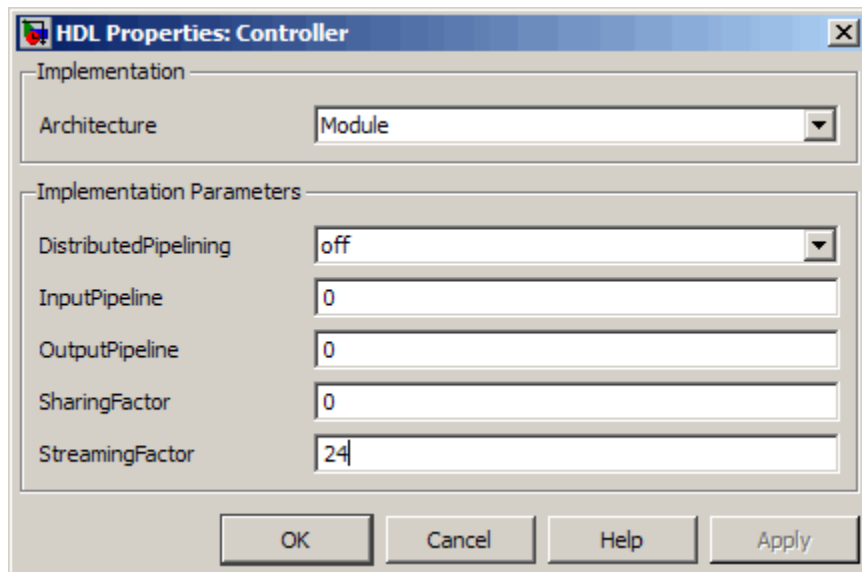 HDL Properties: Controller
Implementation
Architecture Module
Implementation Parameters
DistributedPipelining off
InputPipeline 0
OutputPipeline 0
SharingFactor 0
StreamingFactor 24
OK Cancel Help Apply